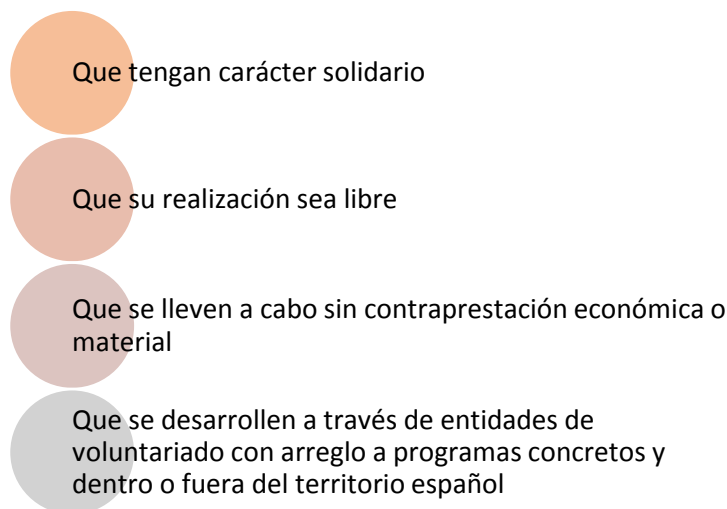 Que tengan carácter solidario
Que su realización sea libre
Que se lleven a cabo sin contraprestación económica o
material
Que se desarrollen a través de entidades de
voluntariado con arreglo a programas concretos y
dentro o fuera del territorio español